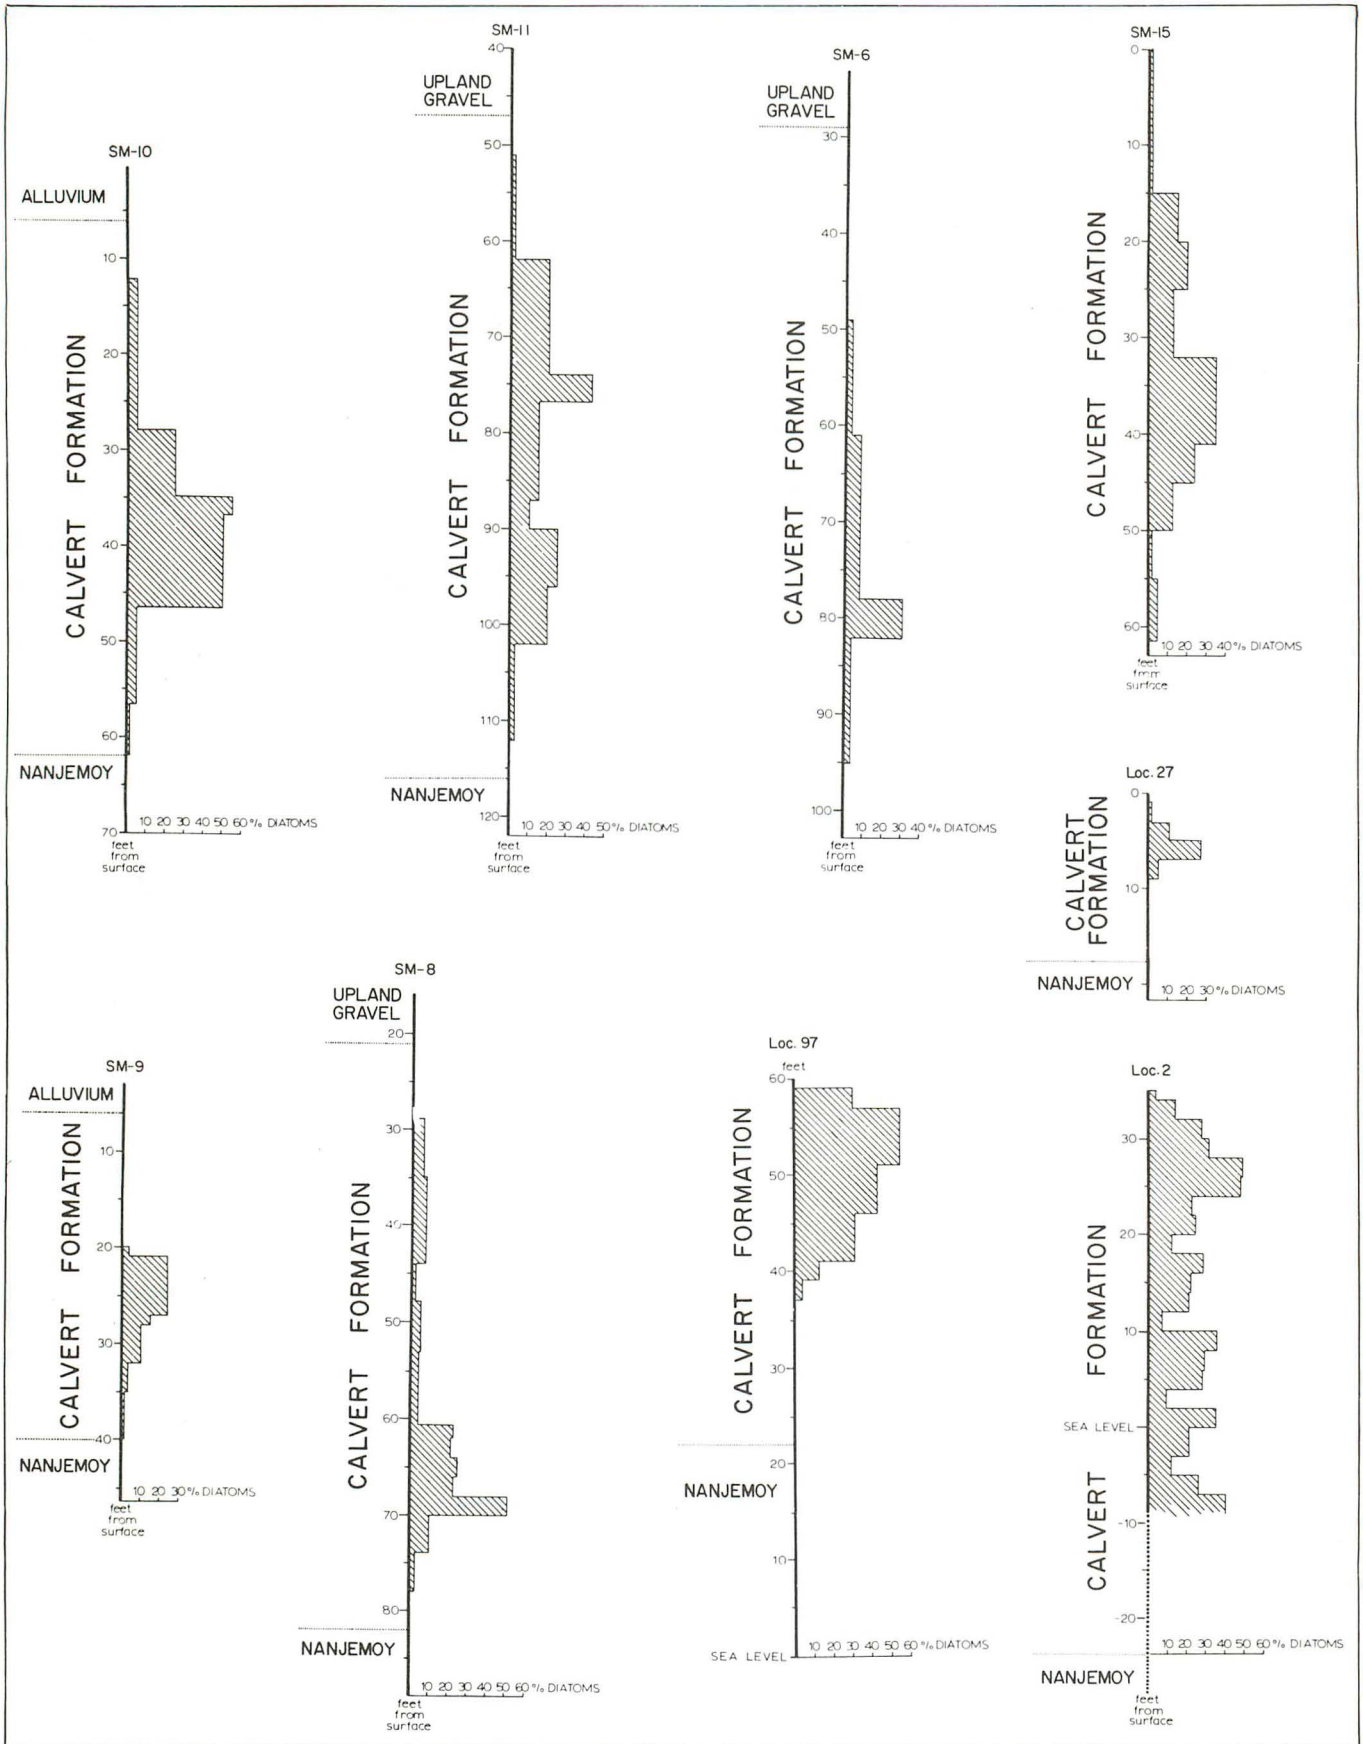 SM-10
ALLUVIUM
10
20
30
40
50
60
70
CALVERT FORMATION
NANJEMOY
10 20 30 40 50 60 % DIATOMS
feet
from
surface
SM-11
40
UPLAND
GRAVEL
50
60
70
80
90
100
110
120
CALVERT FORMATION
NANJEMOY
10 20 30 40 50 % DIATOMS
feet
from
surface
SM-6
UPLAND
GRAVEL
30
40
50
60
70
80
90
100
CALVERT FORMATION
10 20 30 40 % DIATOMS
feet
from
surface
SM-15
0
10
20
30
40
50
60
CALVERT FORMATION
10 20 30 40 % DIATOMS
feet
from
surface
Loc. 27
0
10
CALVERT
FORMATION
NANJEMOY
10 20 30 % DIATOMS
SM-9
ALLUVIUM
10
20
30
40
CALVERT FORMATION
NANJEMOY
10 20 30 % DIATOMS
feet
from
surface
SM-8
UPLAND
GRAVEL
20
30
40
50
60
70
80
CALVERT FORMATION
NANJEMOY
10 20 30 40 50 60 % DIATOMS
feet
from
surface
Loc. 97
feet
60
50
40
30
20
10
SEA LEVEL
CALVERT FORMATION
NANJEMOY
10 20 30 40 50 60 % DIATOMS
Loc. 2
30
20
10
SEA LEVEL
-10
-20
CALVERT FORMATION
NANJEMOY
10 20 30 40 50 60 % DIATOMS
feet
from
surface